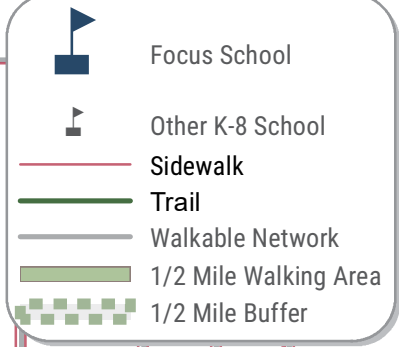 Focus School
Other K-8 School
Sidewalk
Trail
Walkable Network
1/2 Mile Walking Area
1/2 Mile Buffer